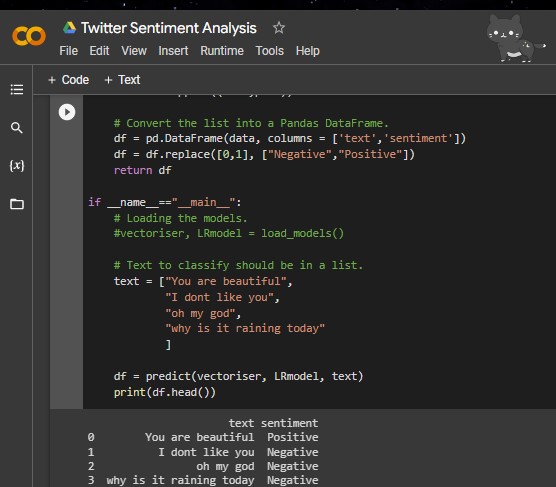 Twitter Sentiment Analysis
File Edit View Insert Runtime Tools Help
+ Code + Text
# Convert the list into a Pandas DataFrame.
df = pd.DataFrame(data, columns = ['text','sentiment'])
df = df.replace([0,1], ["Negative","Positive"])
return df
if __name__=="__main__":
# Loading the models.
#vectoriser, LRmodel = load_models()
# Text to classify should be in a list.
text = ["You are beautiful",
"I dont like you",
"oh my god",
"why is it raining today"
]
df = predict(vectoriser, LRmodel, text)
print(df.head())
text sentiment
0 You are beautiful Positive
1 I dont like you Negative
2 oh my god Negative
3 why is it raining today Negative